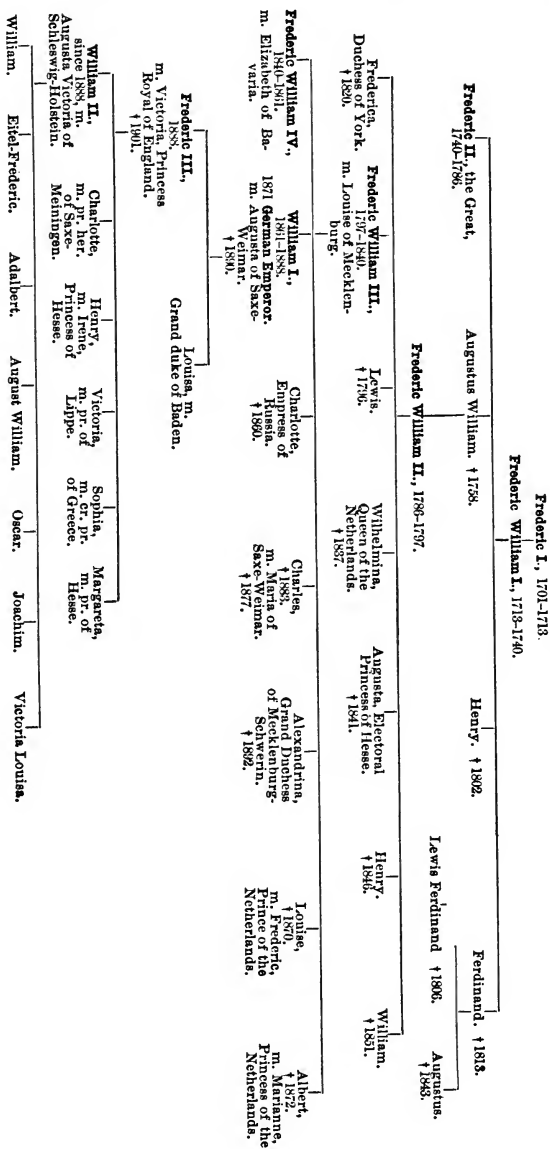 Frederic I., 1701–1713.
Frederic William I., 1713–1740.
Frederic II., the Great,
1740–1786.
Augustus William. † 1758.
Henry. † 1802.
Ferdinand. † 1813.
Frederic William II., 1786–1797.
Lewis Ferdinand † 1806.
Augustus.
† 1843.
Frederica,
Duchess of York.
† 1820.
Frederic William III.,
1797–1840.
m. Louise of Mecklen-
burg.
Lewis.
† 1796.
Wilhelmina,
Queen of the
Netherlands.
† 1837.
Augusta, Electoral
Princess of Hesse.
† 1841.
Henry.
† 1846.
William.
† 1851.
Frederic William IV.,
1840–1861.
m. Elizabeth of Ba-
varia.
William I.,
1861–1888.
1871 German Emperor.
m. Augusta of Saxe-
Weimar.
† 1890.
Charlotte,
Empress of
Russia.
† 1860.
Charles,
† 1883.
m. Maria of
Saxe-Weimar.
† 1877.
Alexandrina,
Grand Duchess
of Mecklenburg-
Schwerin.
† 1892.
Louise,
† 1870.
m. Frederic,
Prince of the
Netherlands.
Albert,
† 1872.
m. Marianne,
Princess of the
Netherlands.
Frederic III.,
1888.
m. Victoria, Princess
Royal of England.
† 1901.
Louisa, m.
Grand duke of Baden.
William II.,
since 1888, m.
Augusta Victoria of
Schleswig-Holstein.
Charlotte,
m. pr. her.
of Saxe-
Meiningen.
Henry,
m. Irene,
Princess of
Hesse.
Victoria,
m. pr. of
Lippe.
Sophia,
m. cr. pr.
of Greece.
Margareta,
m. pr. of
Hesse.
William.
Eitel-Frederic.
Adalbert.
August William.
Oscar.
Joachim.
Victoria Louisa.